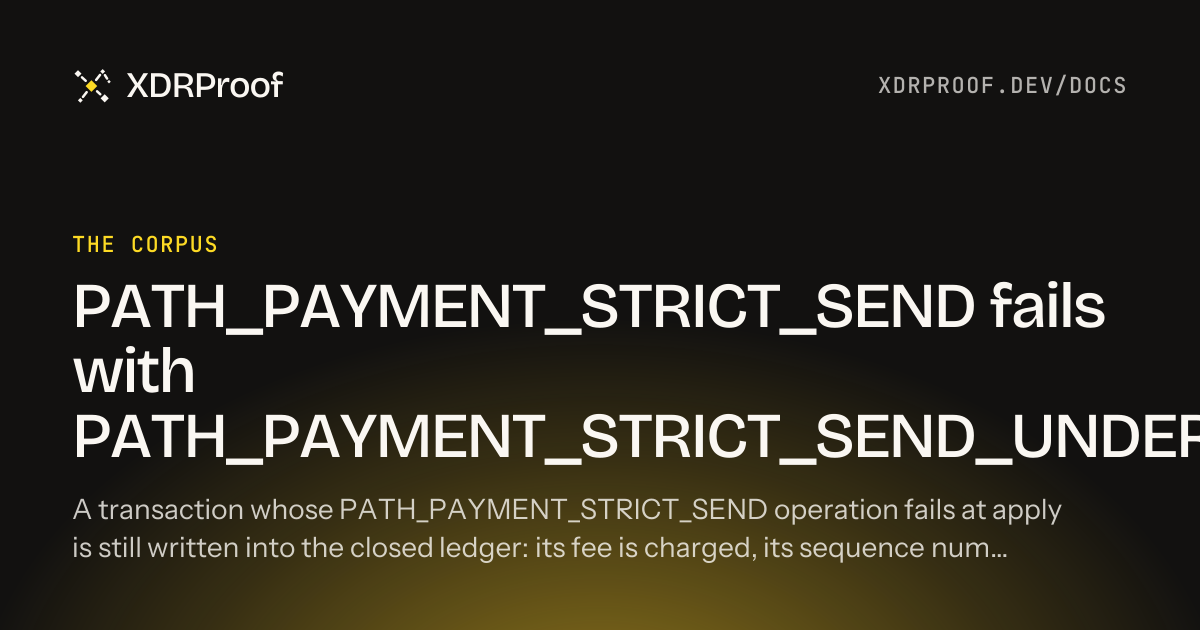 XDRProof
XDRPROOF.DEV/DOCS
THE CORPUS
PATH_PAYMENT_STRICT_SEND fails
with
PATH_PAYMENT_STRICT_SEND_UNDER
A transaction whose PATH_PAYMENT_STRICT_SEND operation fails at apply
is still written into the closed ledger: its fee is charged, its sequence num...